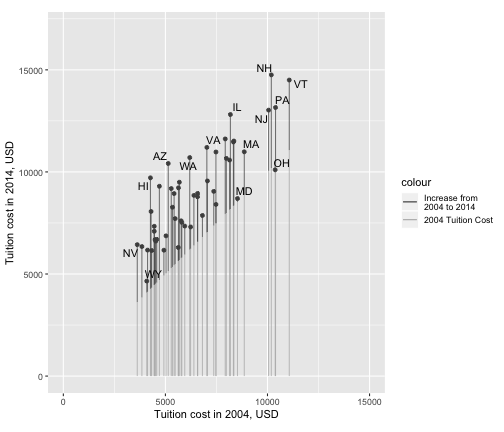 NH
15000
VT
PA
IL
NJ
VA
MA
AZ
WA
OH
10000
HI
MD
NV
WY
5000
0
Tuition cost in 2014, USD
0
5000
10000
15000
Tuition cost in 2004, USD
colour
Increase from
2004 to 2014
2004 Tuition Cost